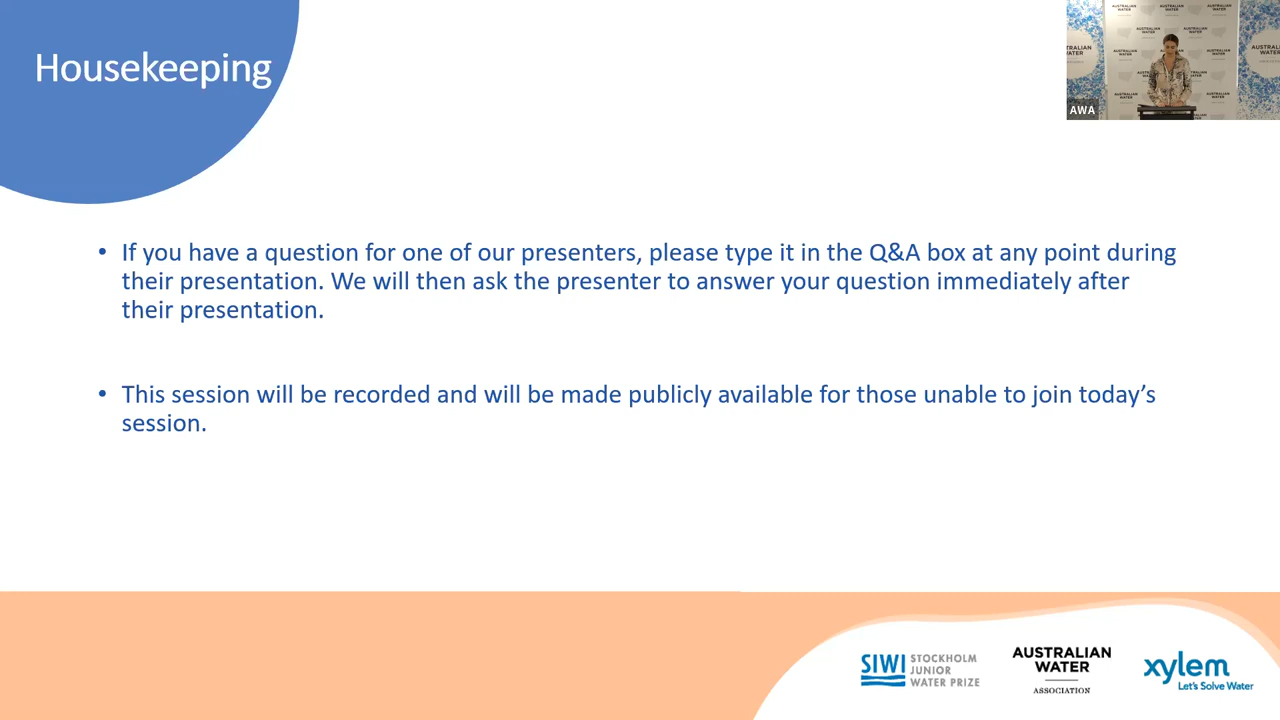 Housekeeping
AWA
• If you have a question for one of our presenters, please type it in the Q&A box at any point during
their presentation. We will then ask the presenter to answer your question immediately after
their presentation.
• This session will be recorded and will be made publicly available for those unable to join today’s
session.
SIWI STOCKHOLM
JUNIOR
WATER PRIZE
AUSTRALIAN
WATER
ASSOCIATION
xylem
Let's Solve Water